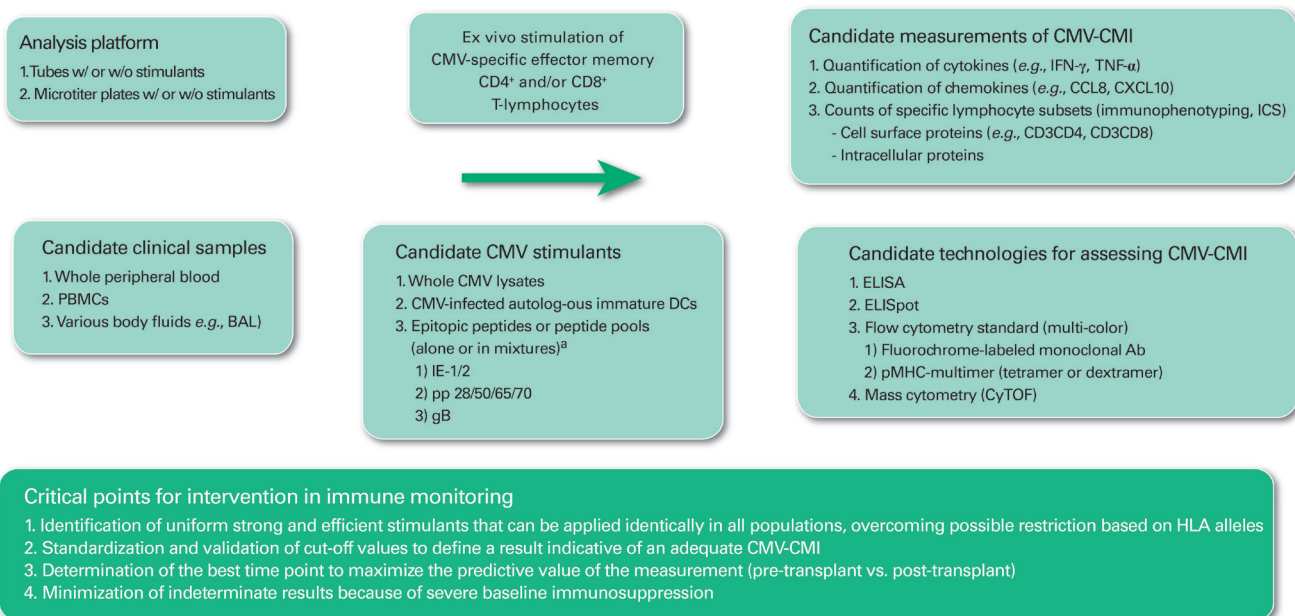 Analysis platform
1.Tubes w/ or w/o stimulants
2. Microtiter plates w/ or w/o stimulants
Ex vivo stimulation of
CMV-specific effector memory
CD4⁺ and/or CD8⁺
T-lymphocytes
Candidate measurements of CMV-CMI
1. Quantification of cytokines (e.g., IFN-γ, TNF-α)
2. Quantification of chemokines (e.g., CCL8, CXCL10)
3. Counts of specific lymphocyte subsets (immunophenotyping, ICS)
- Cell surface proteins (e.g., CD3CD4, CD3CD8)
- Intracellular proteins
Candidate clinical samples
1. Whole peripheral blood
2. PBMCs
3. Various body fluids e.g., BAL)
Candidate CMV stimulants
1. Whole CMV lysates
2. CMV-infected autolog-ous immature DCs
3. Epitopic peptides or peptide pools
(alone or in mixtures)ᵃ
1) IE-1/2
2) pp 28/50/65/70
3) gB
Candidate technologies for assessing CMV-CMI
1. ELISA
2. ELISpot
3. Flow cytometry standard (multi-color)
1) Fluorochrome-labeled monoclonal Ab
2) pMHC-multimer (tetramer or dextramer)
4. Mass cytometry (CyTOF)
Critical points for intervention in immune monitoring
1. Identification of uniform strong and efficient stimulants that can be applied identically in all populations, overcoming possible restriction based on HLA alleles
2. Standardization and validation of cut-off values to define a result indicative of an adequate CMV-CMI
3. Determination of the best time point to maximize the predictive value of the measurement (pre-transplant vs. post-transplant)
4. Minimization of indeterminate results because of severe baseline immunosuppression